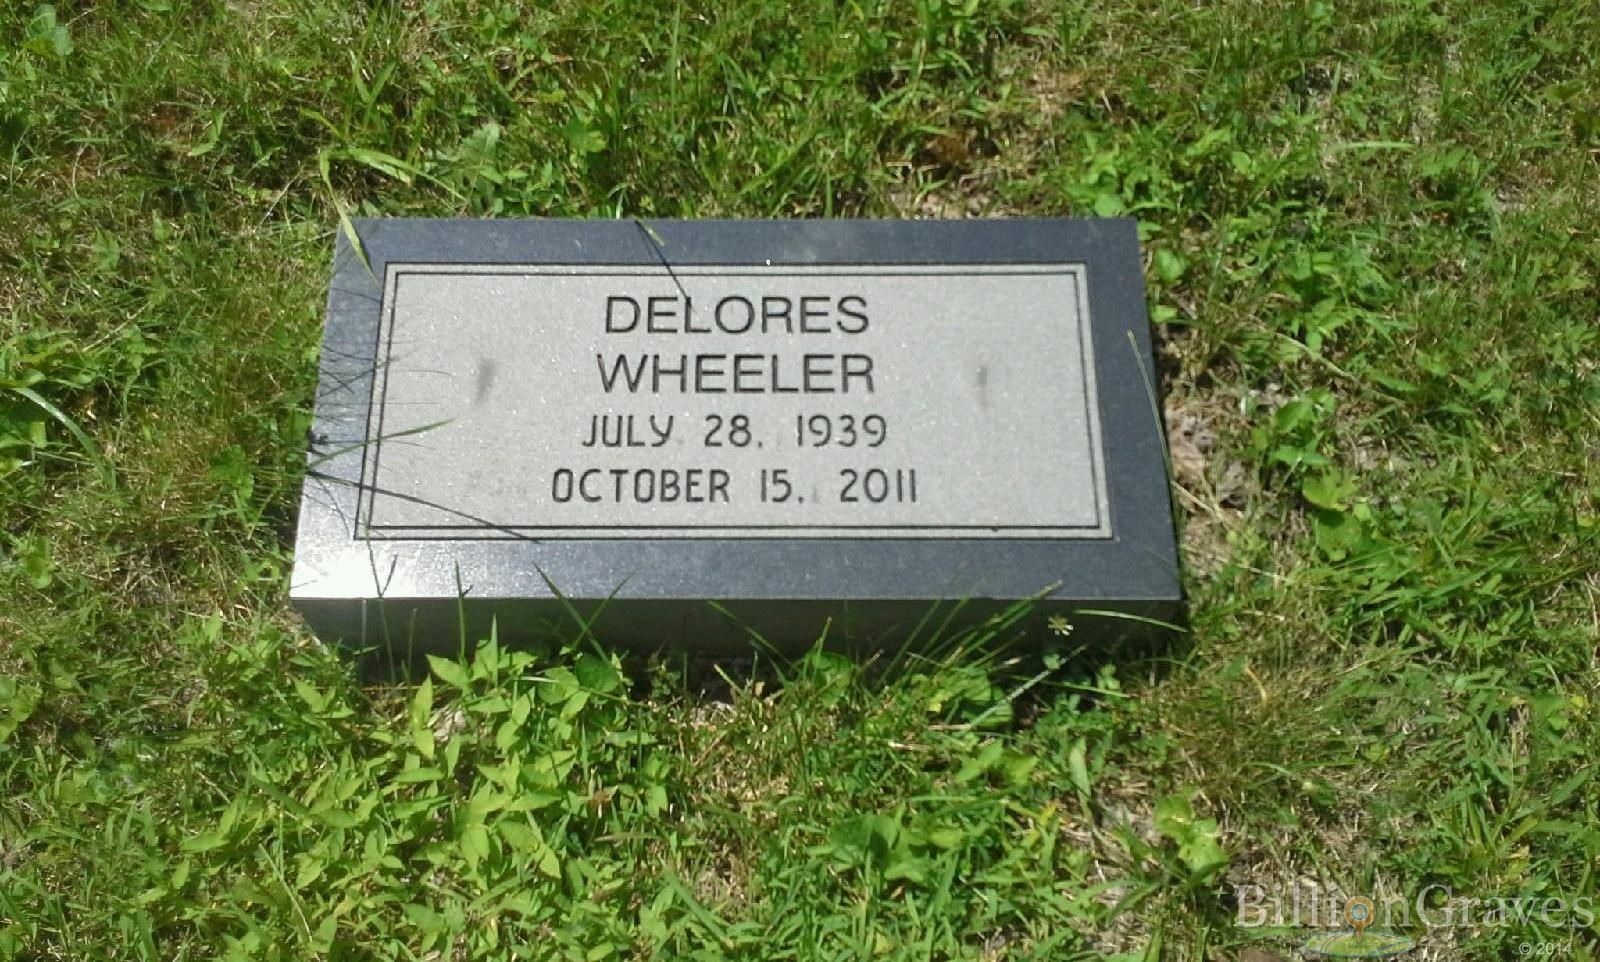 DELORES
WHEELER
JULY 28, 1939
OCTOBER 15, 2011
BillionGraves
© 2014